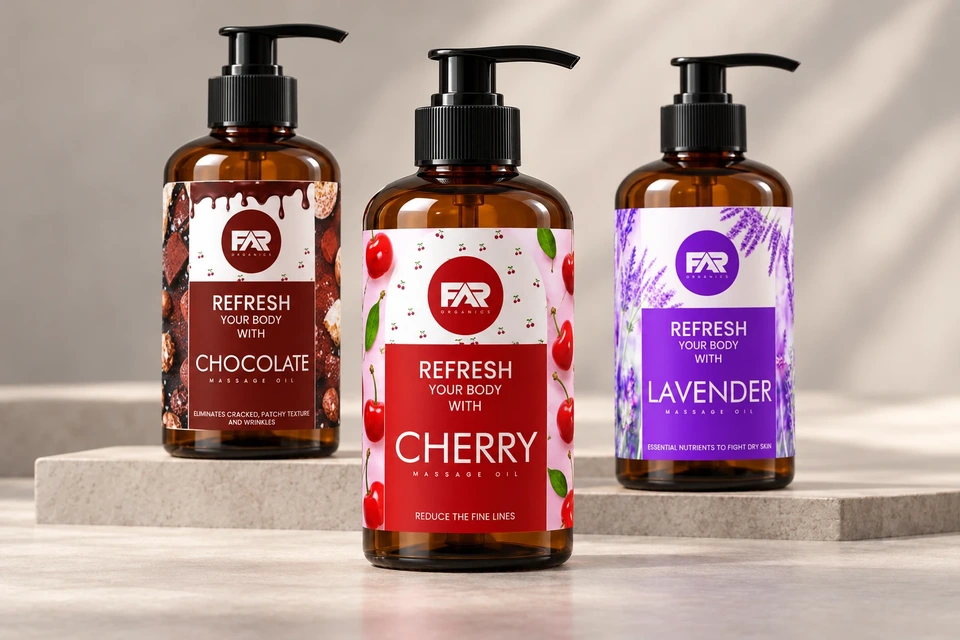 FAR
ORGANICS
REFRESH
YOUR BODY
WITH
CHOCOLATE
MASSAGE OIL
ELIMINATES CRACKED, PATCHY TEXTURE
AND WRINKLES
FAR
ORGANICS
REFRESH
YOUR BODY
WITH
CHERRY
MASSAGE OIL
REDUCE THE FINE LINES
FAR
ORGANICS
REFRESH
YOUR BODY
WITH
LAVENDER
MASSAGE OIL
ESSENTIAL NUTRIENTS TO FIGHT DRY SKIN